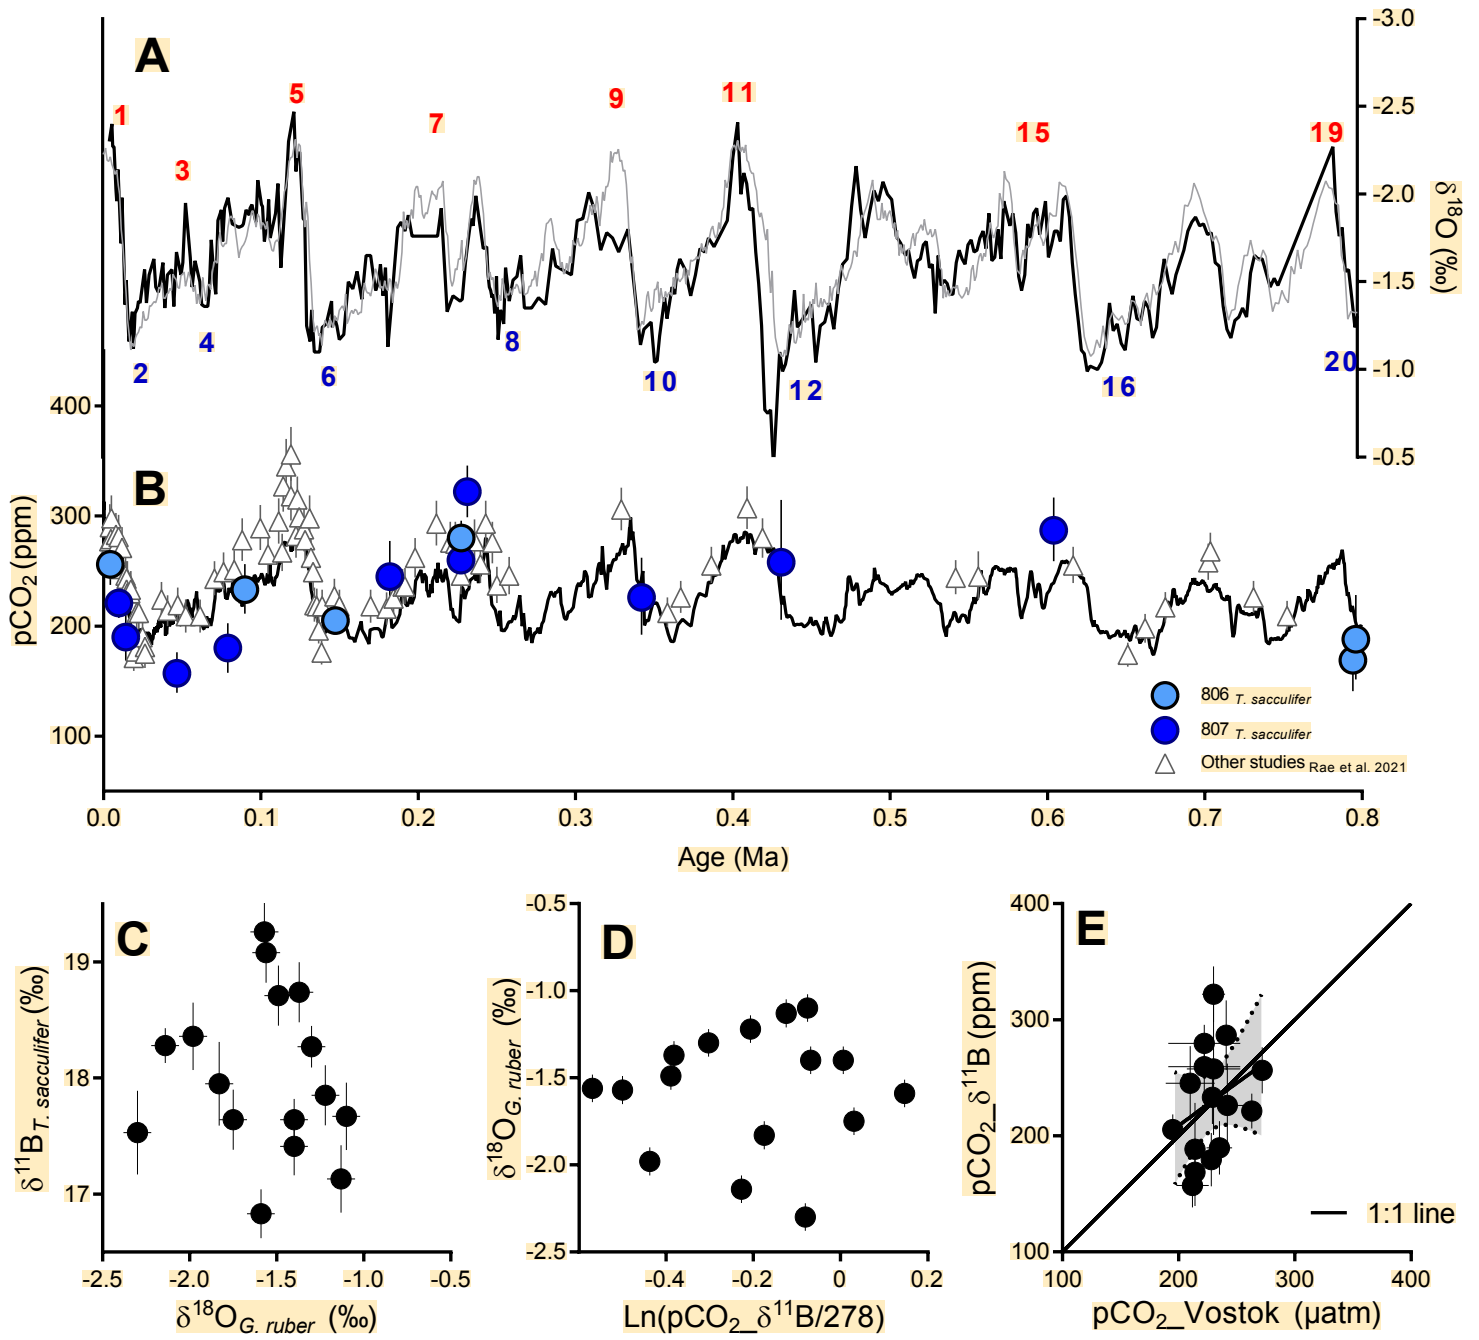 A
-3.0
-2.5
-2.0
-1.5
-1.0
-0.5
δ18O (‰)
1
3
5
7
9
11
15
19
2
4
6
8
10
12
16
20
B
400
300
200
100
pCO2 (ppm)
806 T. sacculifer
807 T. sacculifer
Other studies Rae et al. 2021
0.0 0.1 0.2 0.3 0.4 0.5 0.6 0.7 0.8
Age (Ma)
C
19
18
17
δ11B T. sacculifer (‰)
-2.5 -2.0 -1.5 -1.0 -0.5
δ18O G. ruber (‰)
D
-0.5
-1.0
-1.5
-2.0
-2.5
δ18O G. ruber (‰)
-0.4 -0.2 0 0.2
Ln(pCO2_δ11B/278)
E
400
300
200
100
pCO2_δ11B (ppm)
1:1 line
100 200 300 400
pCO2_Vostok (µatm)